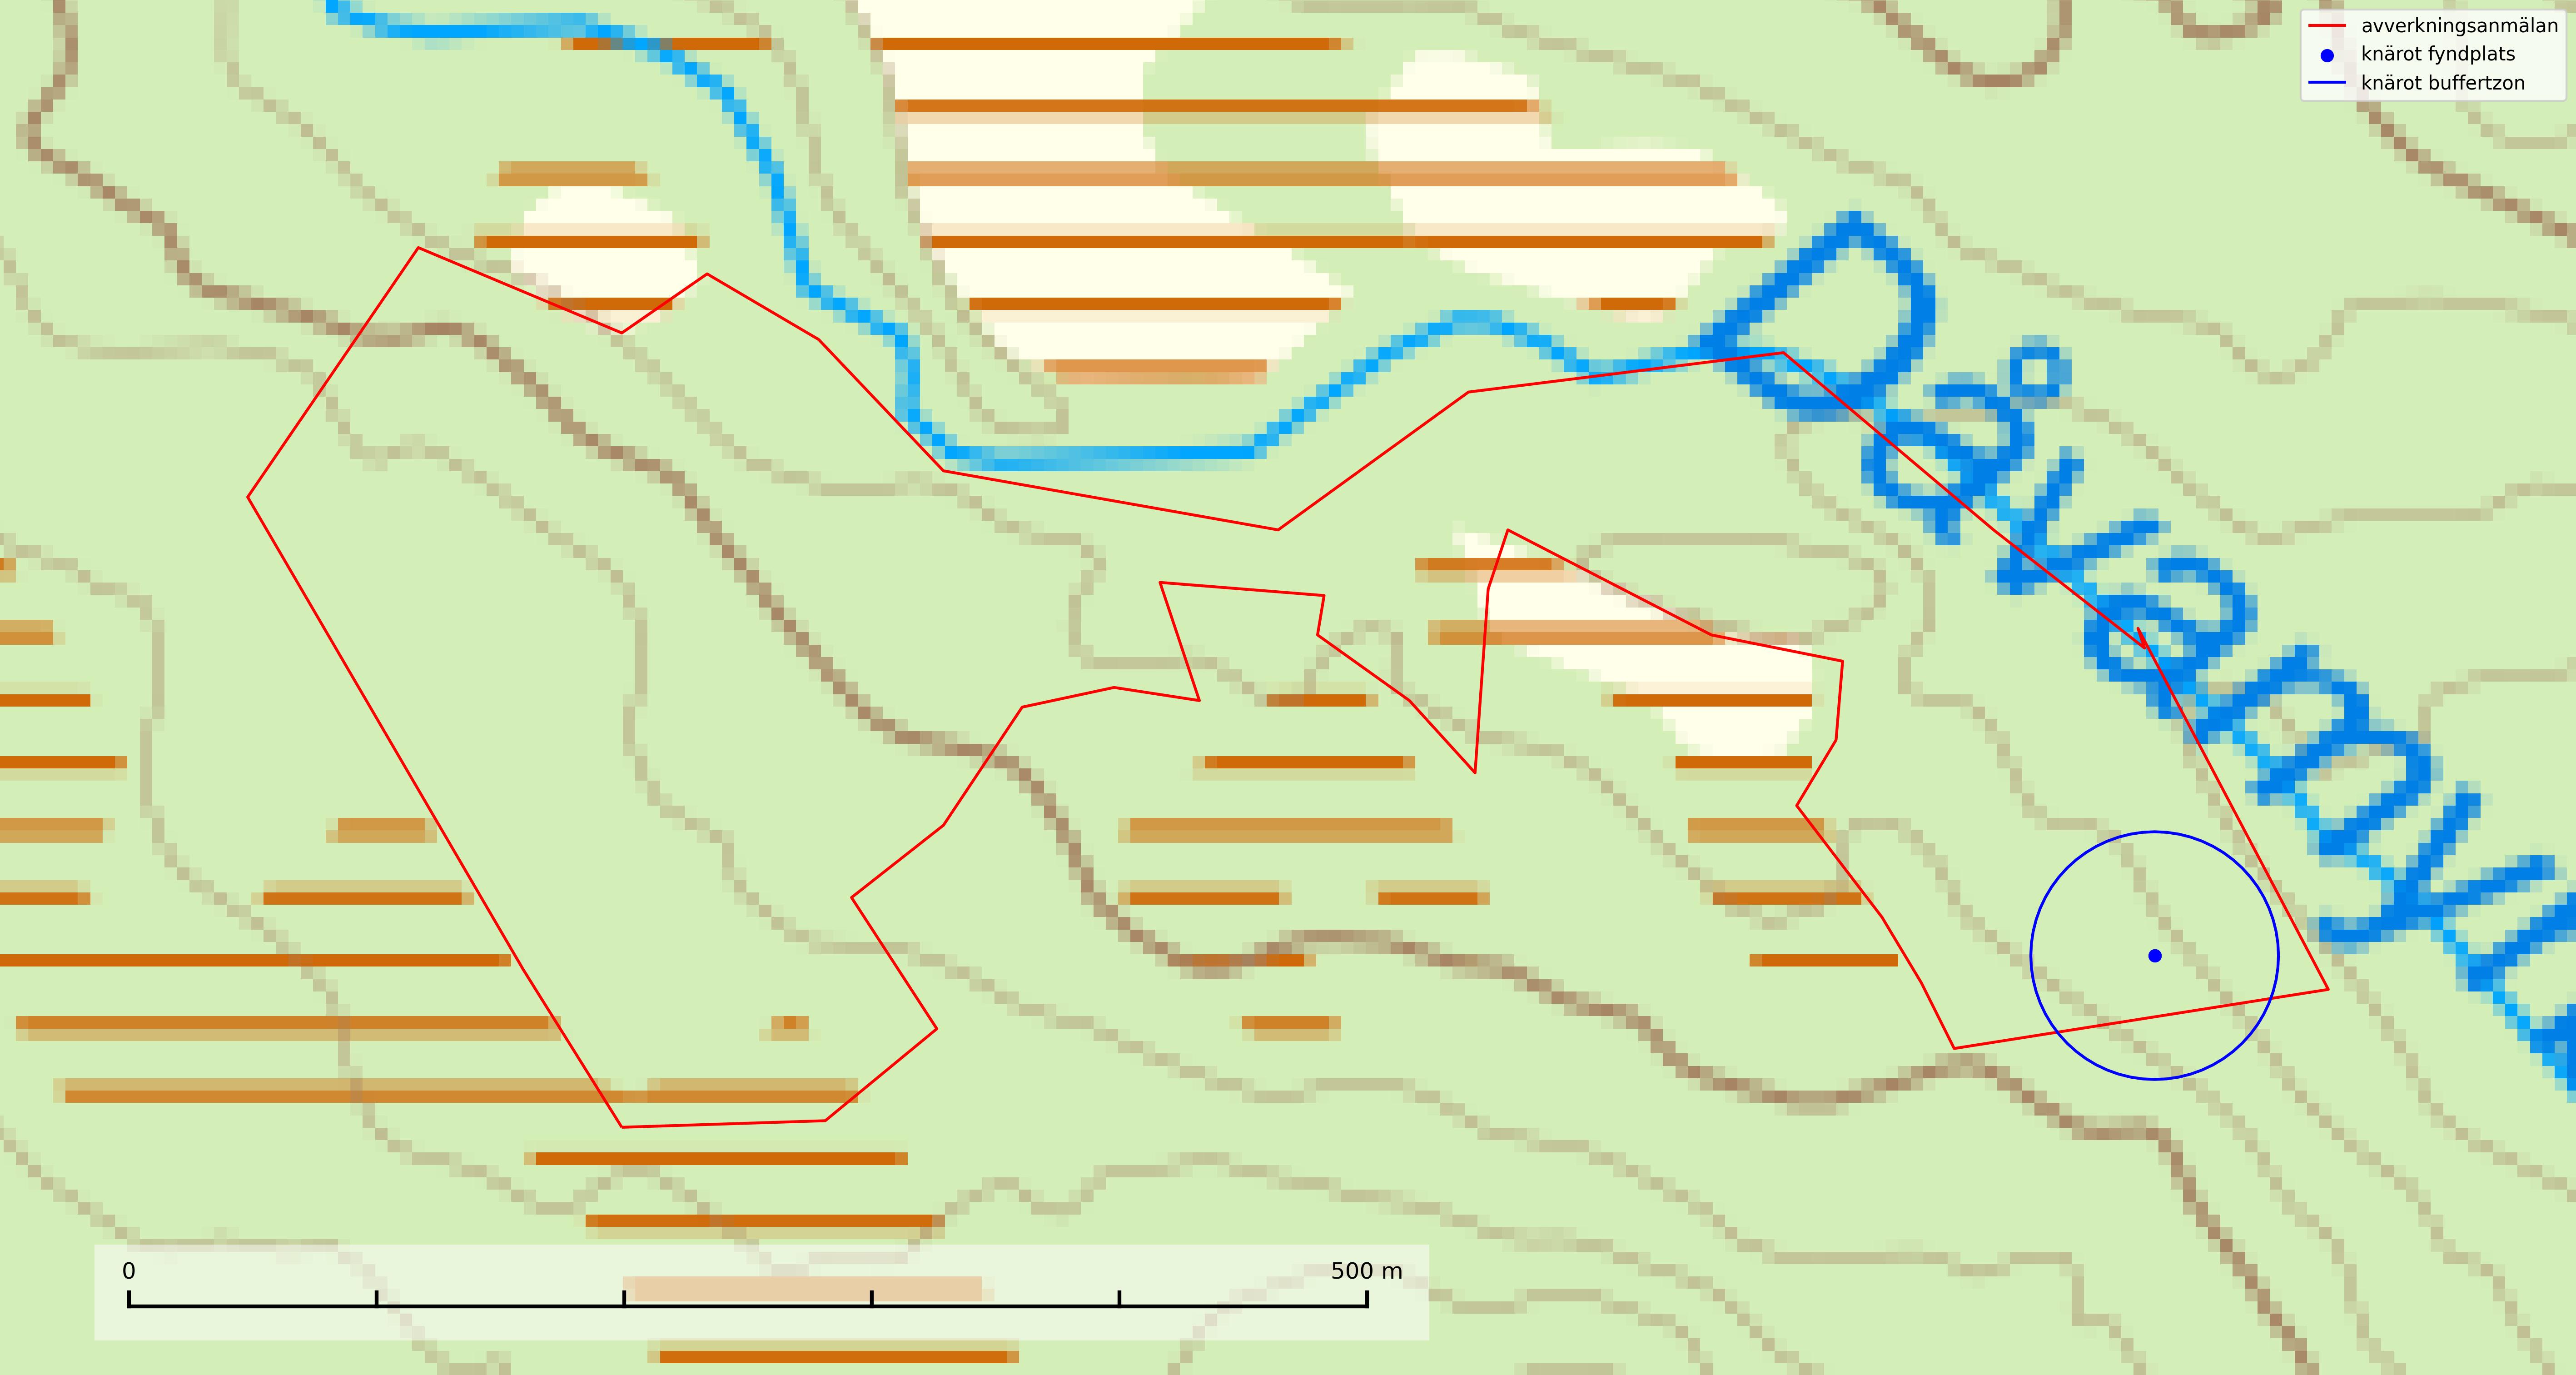 avverkningsanmälan
knärot fyndplats
knärot buffertzon
0
500 m